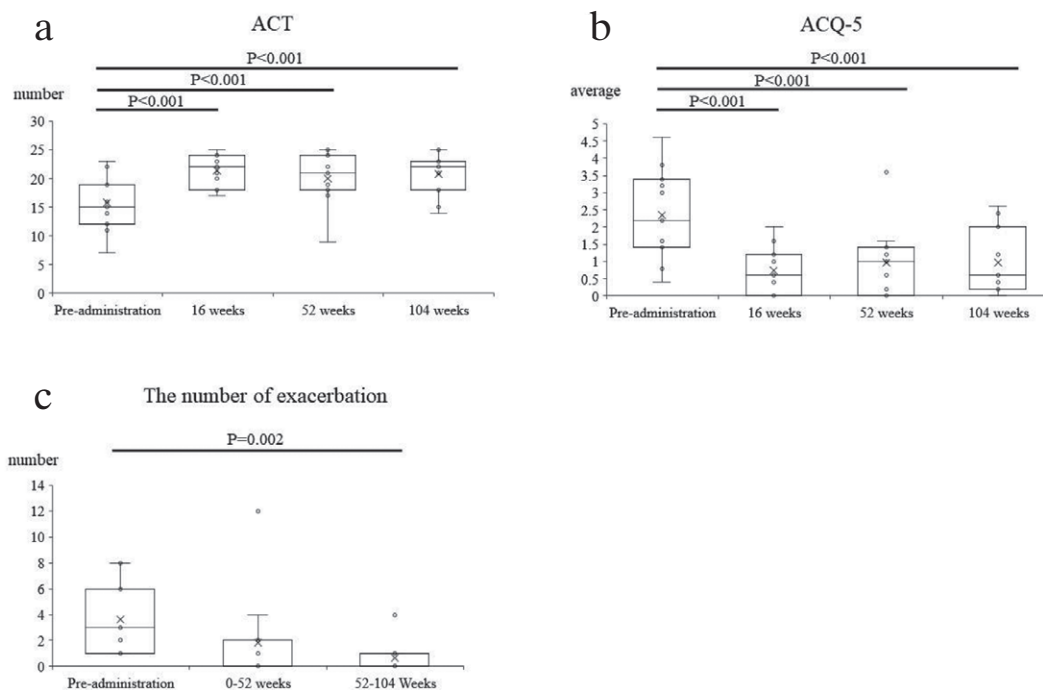 a
ACT
P<0.001
P<0.001
P<0.001
number
30
25
20
15
10
5
0
Pre-administration
16 weeks
52 weeks
104 weeks
b
ACQ-5
P<0.001
P<0.001
P<0.001
average
5
4.5
4
3.5
3
2.5
2
1.5
1
0.5
0
Pre-administration
16 weeks
52 weeks
104 weeks
c
The number of exacerbation
P=0.002
number
14
12
10
8
6
4
2
0
Pre-administration
0-52 weeks
52-104 Weeks